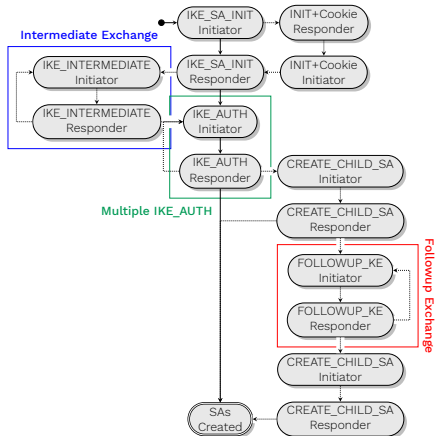 IKE_SA_INIT
Initiator
INIT+Cookie
Responder
Intermediate Exchange
IKE_INTERMEDIATE
Initiator
IKE_SA_INIT
Responder
INIT+Cookie
Initiator
IKE_INTERMEDIATE
Responder
IKE_AUTH
Initiator
IKE_AUTH
Responder
CREATE_CHILD_SA
Initiator
Multiple IKE_AUTH
CREATE_CHILD_SA
Responder
FOLLOWUP_KE
Initiator
Followup Exchange
FOLLOWUP_KE
Responder
CREATE_CHILD_SA
Initiator
SAs
Created
CREATE_CHILD_SA
Responder